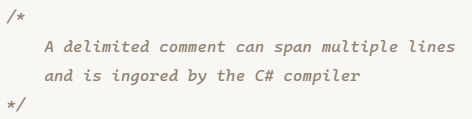 /*
A delimited comment can span multiple lines
and is ingored by the C# compiler
*/